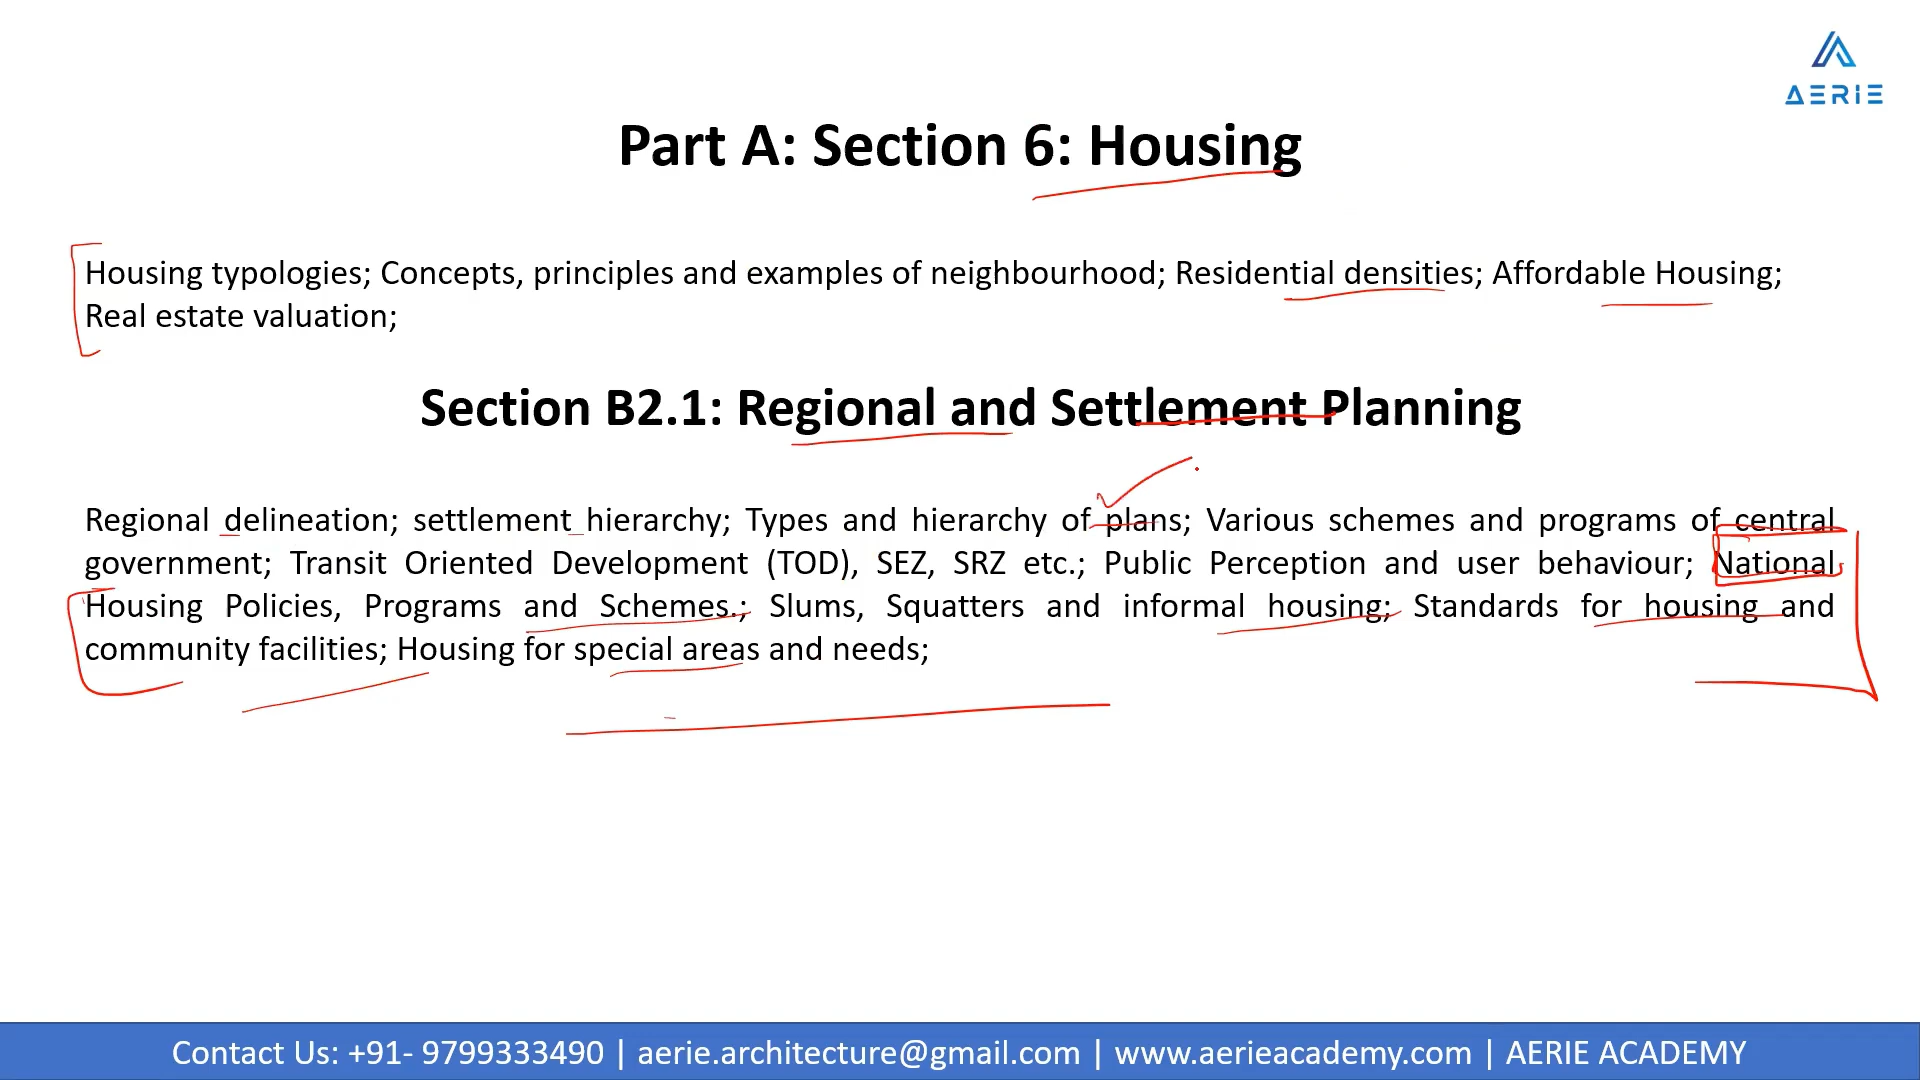 AERIE
Part A: Section 6: Housing
Housing typologies; Concepts, principles and examples of neighbourhood; Residential densities; Affordable Housing;
Real estate valuation;
Section B2.1: Regional and Settlement Planning
Regional delineation; settlement hierarchy; Types and hierarchy of plans; Various schemes and programs of central
government; Transit Oriented Development (TOD), SEZ, SRZ etc.; Public Perception and user behaviour; National
Housing Policies, Programs and Schemes.; Slums, Squatters and informal housing; Standards for housing and
community facilities; Housing for special areas and needs;
Contact Us: +91- 9799333490 | aerie.architecture@gmail.com | www.aerieacademy.com | AERIE ACADEMY